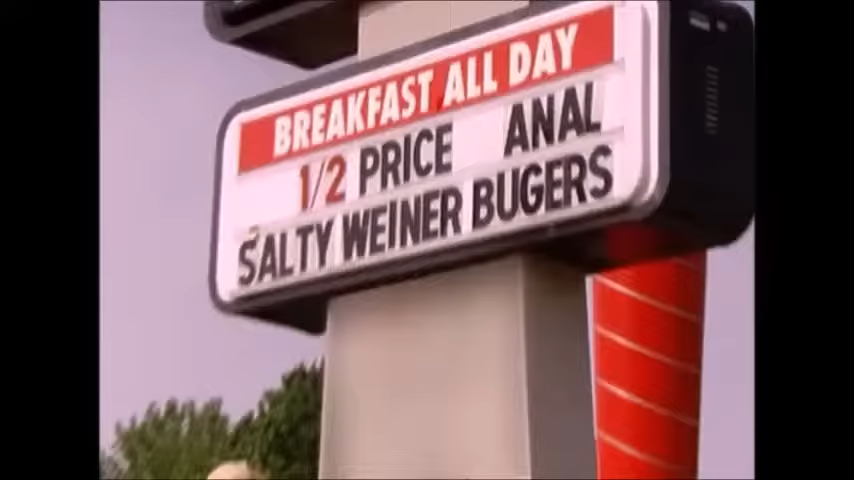 BREAKFAST ALL DAY
1/2 PRICE ANAL
SALTY WEINER BUGERS